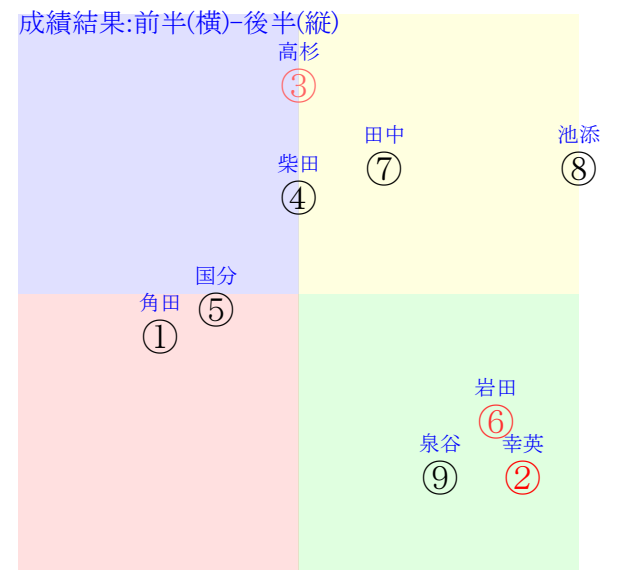 成績結果:前半(横)-後半(縦)
高杉
③
田中
⑦
池添
⑧
柴田
④
国分
⑤
角田
①
岩田
⑥
泉谷
⑨
幸英
②